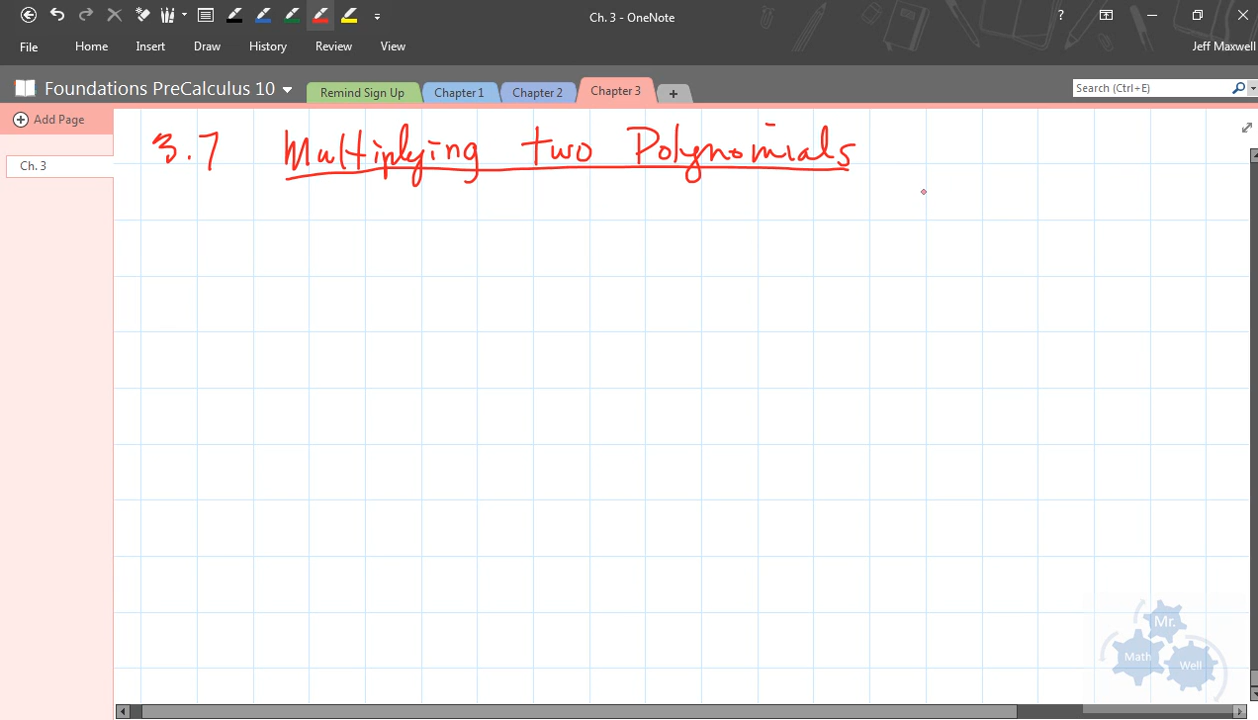 Ch. 3 - OneNote
?
File
Home
Insert
Draw
History
Review
View
Jeff Maxwell
Foundations PreCalculus 10
Remind Sign Up
Chapter 1
Chapter 2
Chapter 3
+
Search (Ctrl+E)
Add Page
Ch. 3
3.7 Multiplying two Polynomials
Mr.
Math
Well